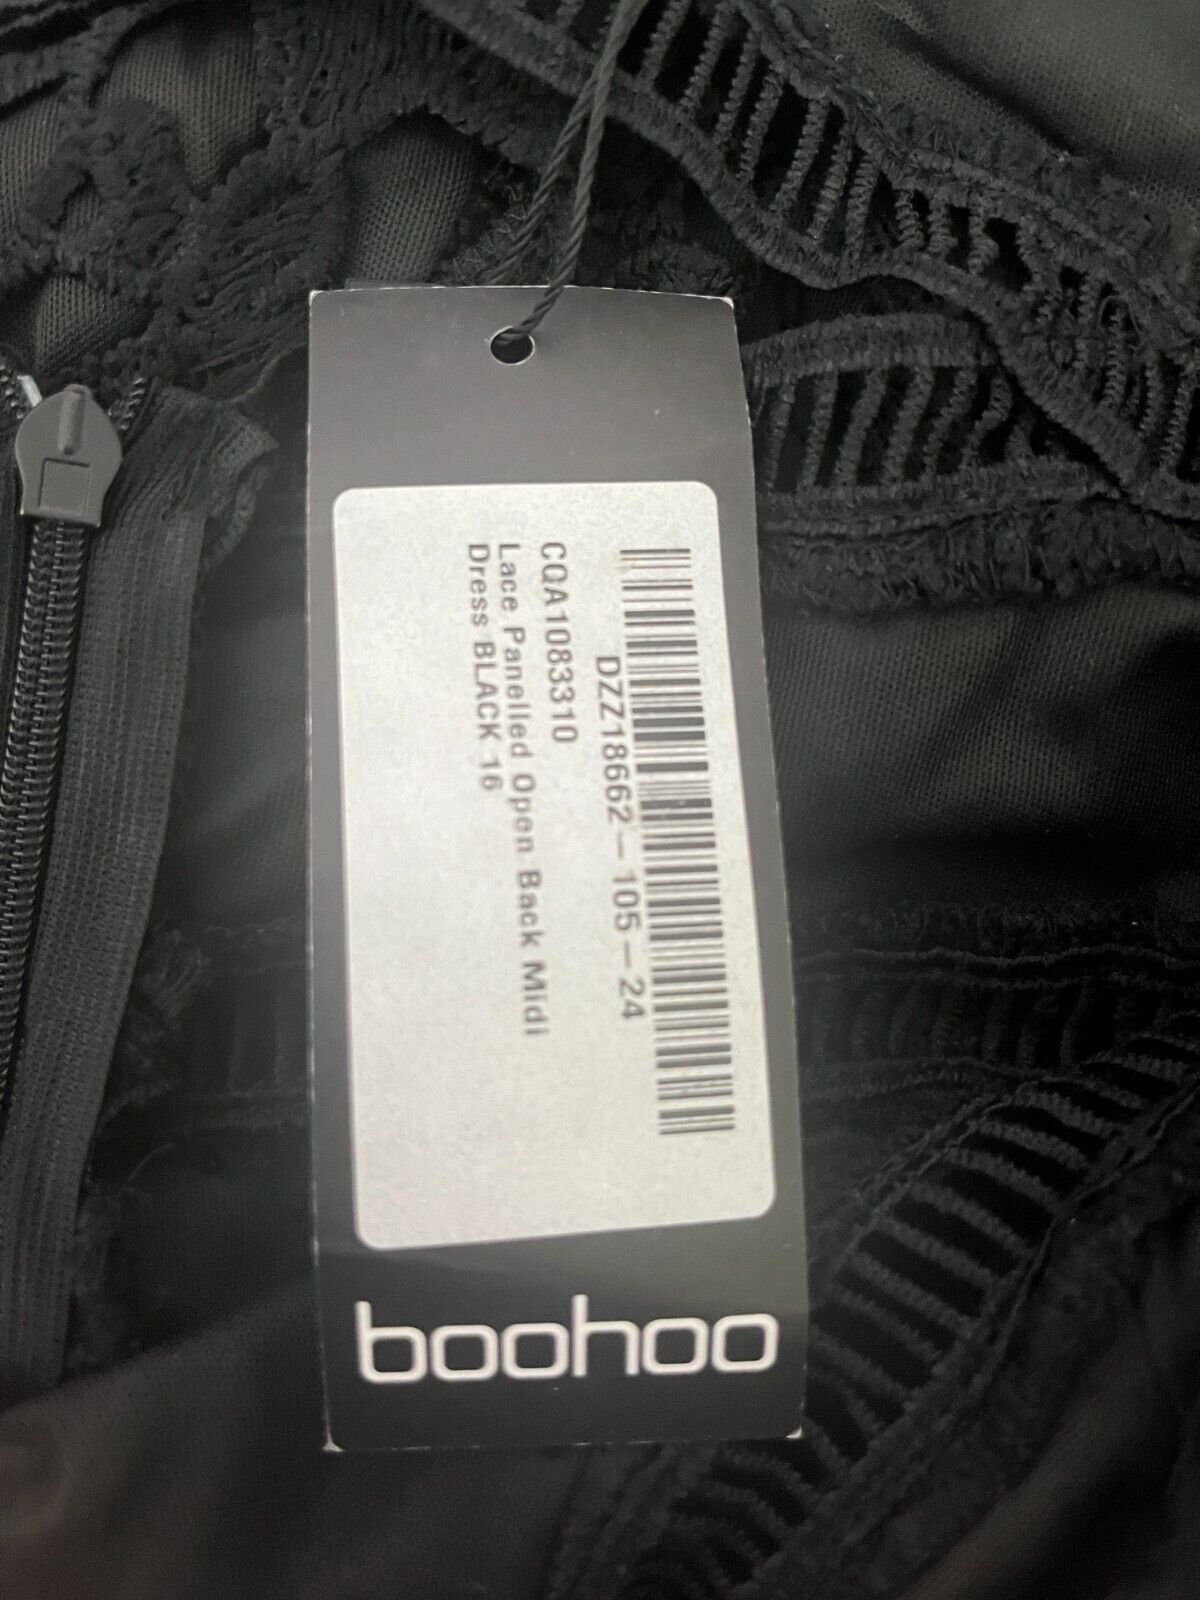 DZZ18662-105-24
CQA1083310
Lace Panelled Open Back Midi
Dress BLACK 16
boohoo